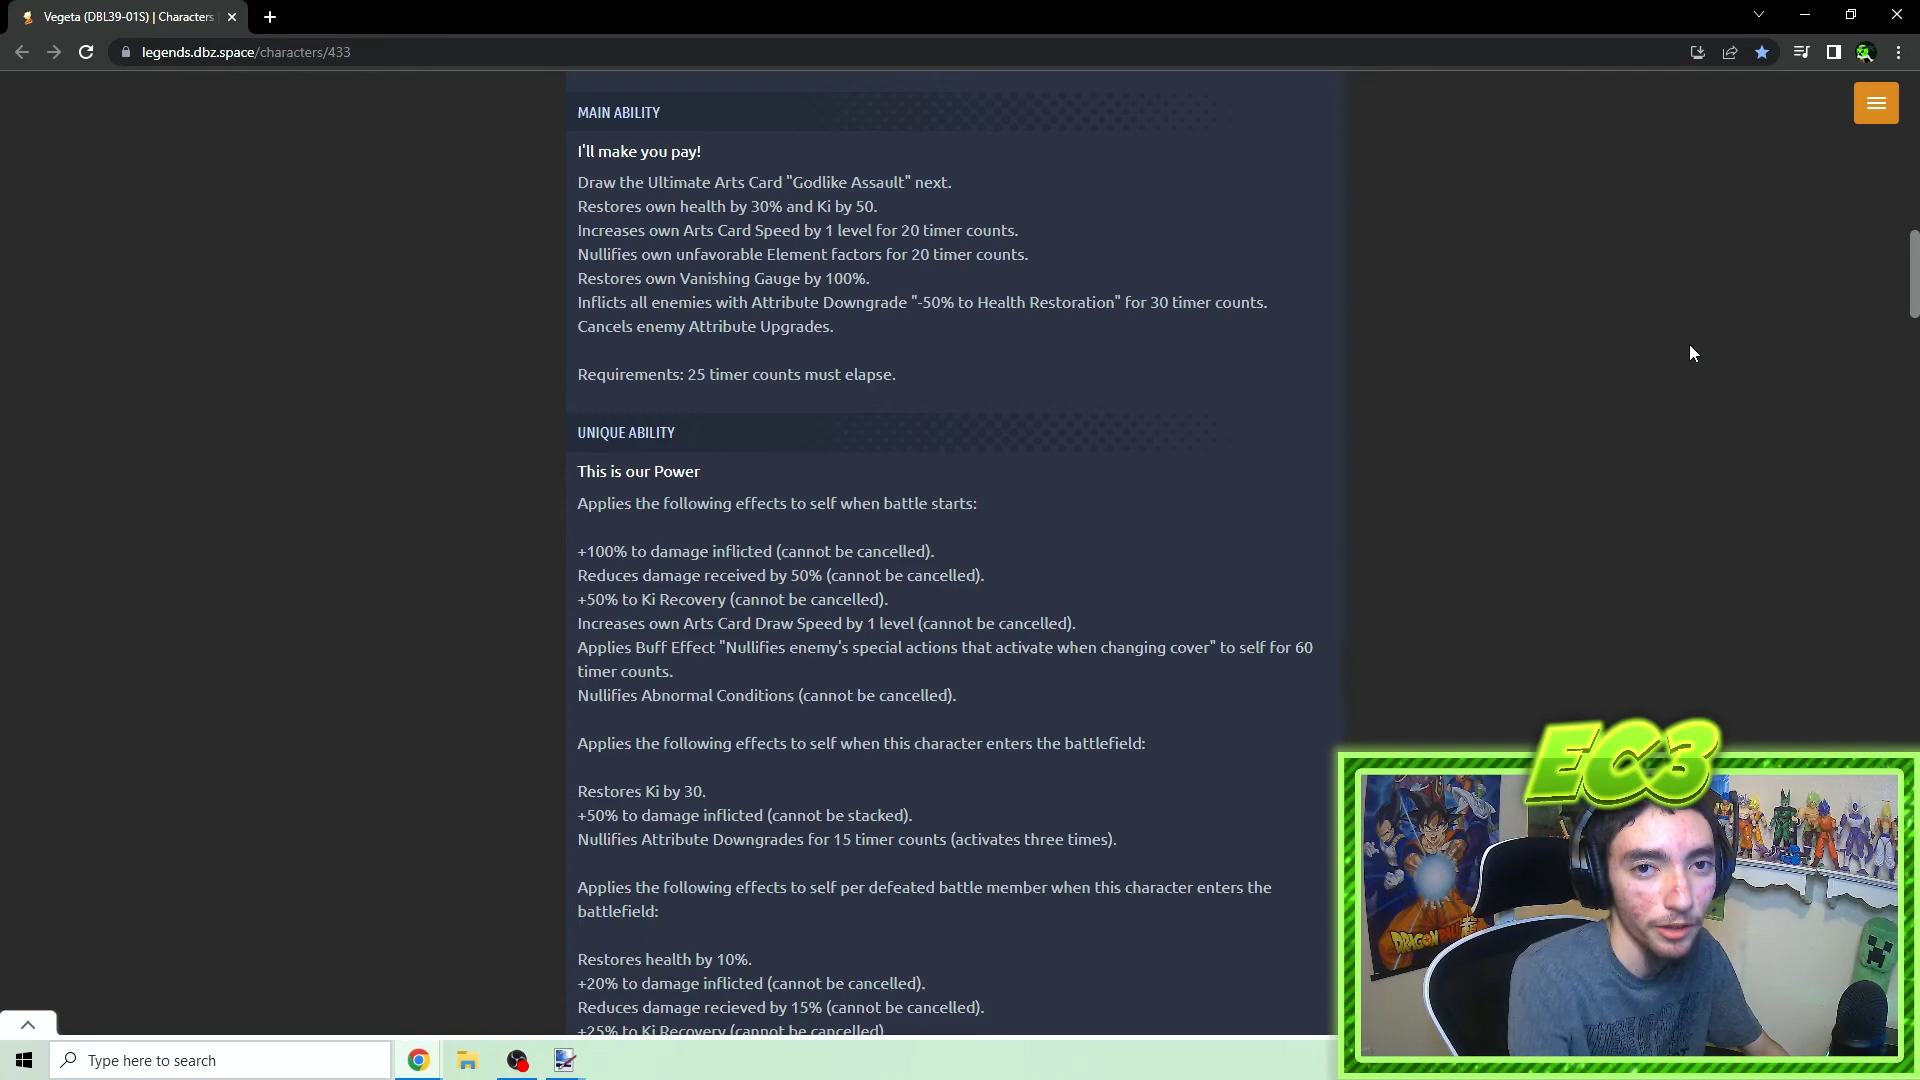 Vegeta (DBL39-01S) | Characters
legends.dbz.space/characters/433
MAIN ABILITY
I'll make you pay!
Draw the Ultimate Arts Card "Godlike Assault" next.
Restores own health by 30% and Ki by 50.
Increases own Arts Card Speed by 1 level for 20 timer counts.
Nullifies own unfavorable Element factors for 20 timer counts.
Restores own Vanishing Gauge by 100%.
Inflicts all enemies with Attribute Downgrade "-50% to Health Restoration" for 30 timer counts.
Cancels enemy Attribute Upgrades.
Requirements: 25 timer counts must elapse.
UNIQUE ABILITY
This is our Power
Applies the following effects to self when battle starts:
+100% to damage inflicted (cannot be cancelled).
Reduces damage received by 50% (cannot be cancelled).
+50% to Ki Recovery (cannot be cancelled).
Increases own Arts Card Draw Speed by 1 level (cannot be cancelled).
Applies Buff Effect "Nullifies enemy's special actions that activate when changing cover" to self for 60
timer counts.
Nullifies Abnormal Conditions (cannot be cancelled).
Applies the following effects to self when this character enters the battlefield:
Restores Ki by 30.
+50% to damage inflicted (cannot be stacked).
Nullifies Attribute Downgrades for 15 timer counts (activates three times).
Applies the following effects to self per defeated battle member when this character enters the
battlefield:
Restores health by 10%.
+20% to damage inflicted (cannot be cancelled).
Reduces damage recieved by 15% (cannot be cancelled).
+25% to Ki Recovery (cannot be cancelled)
EC3
DRAGONBALL
Type here to search